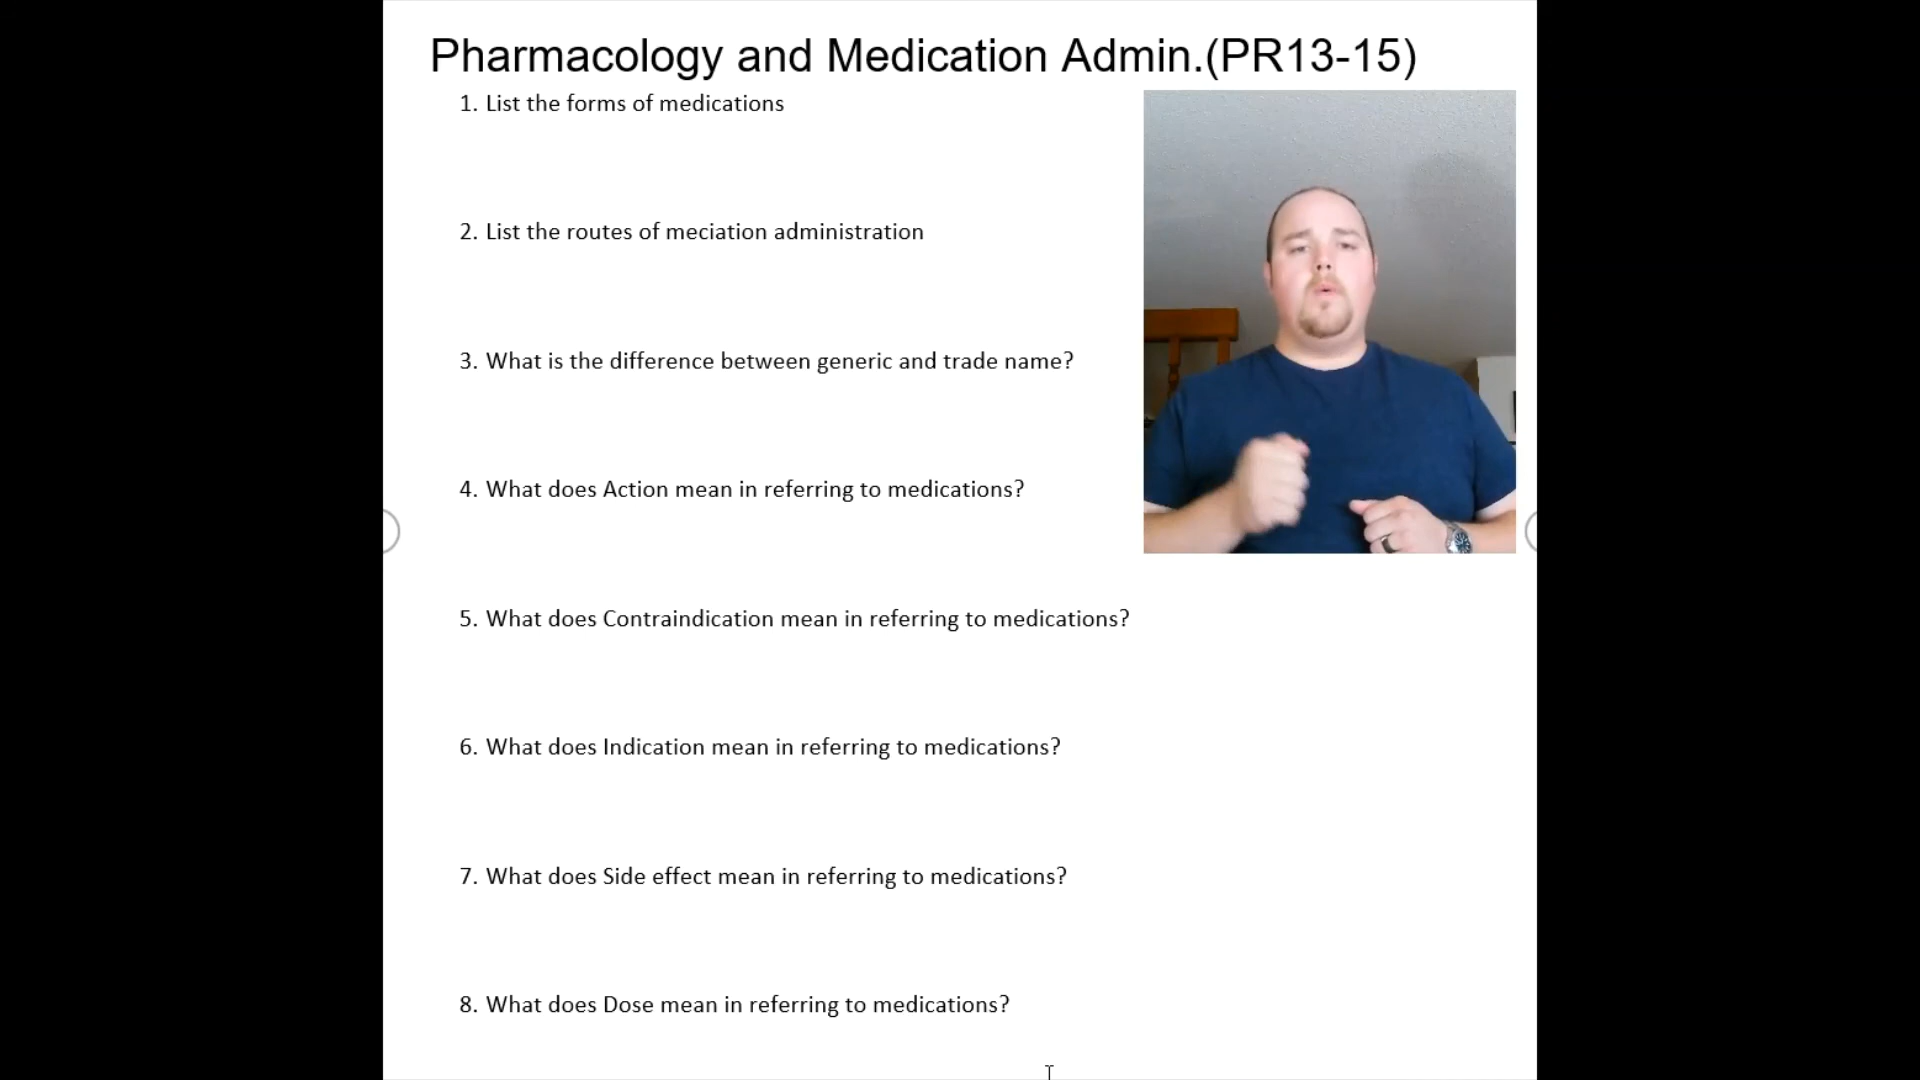 Pharmacology and Medication Admin.(PR13-15)
1. List the forms of medications
2. List the routes of meciation administration
3. What is the difference between generic and trade name?
4. What does Action mean in referring to medications?
5. What does Contraindication mean in referring to medications?
6. What does Indication mean in referring to medications?
7. What does Side effect mean in referring to medications?
8. What does Dose mean in referring to medications?